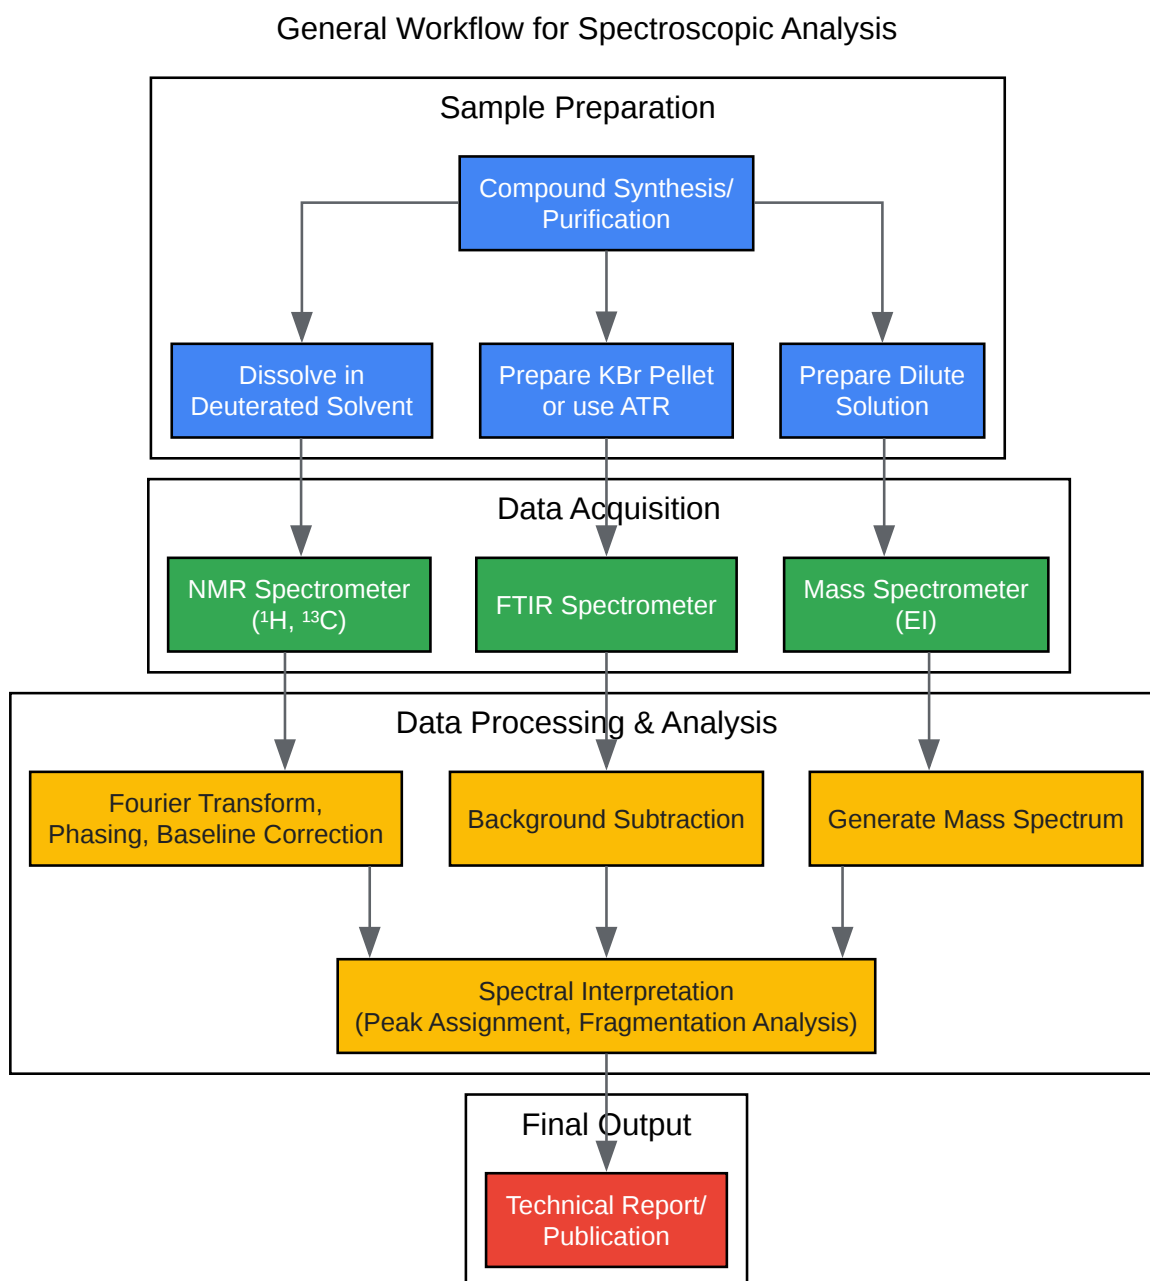 General Workflow for Spectroscopic Analysis
Sample Preparation
Compound Synthesis/
Purification
Dissolve in
Deuterated Solvent
Prepare KBr Pellet
or use ATR
Prepare Dilute
Solution
Data Acquisition
NMR Spectrometer
(¹H, ¹³C)
FTIR Spectrometer
Mass Spectrometer
(EI)
Data Processing & Analysis
Fourier Transform,
Phasing, Baseline Correction
Background Subtraction
Generate Mass Spectrum
Spectral Interpretation
(Peak Assignment, Fragmentation Analysis)
Final Output
Technical Report/
Publication